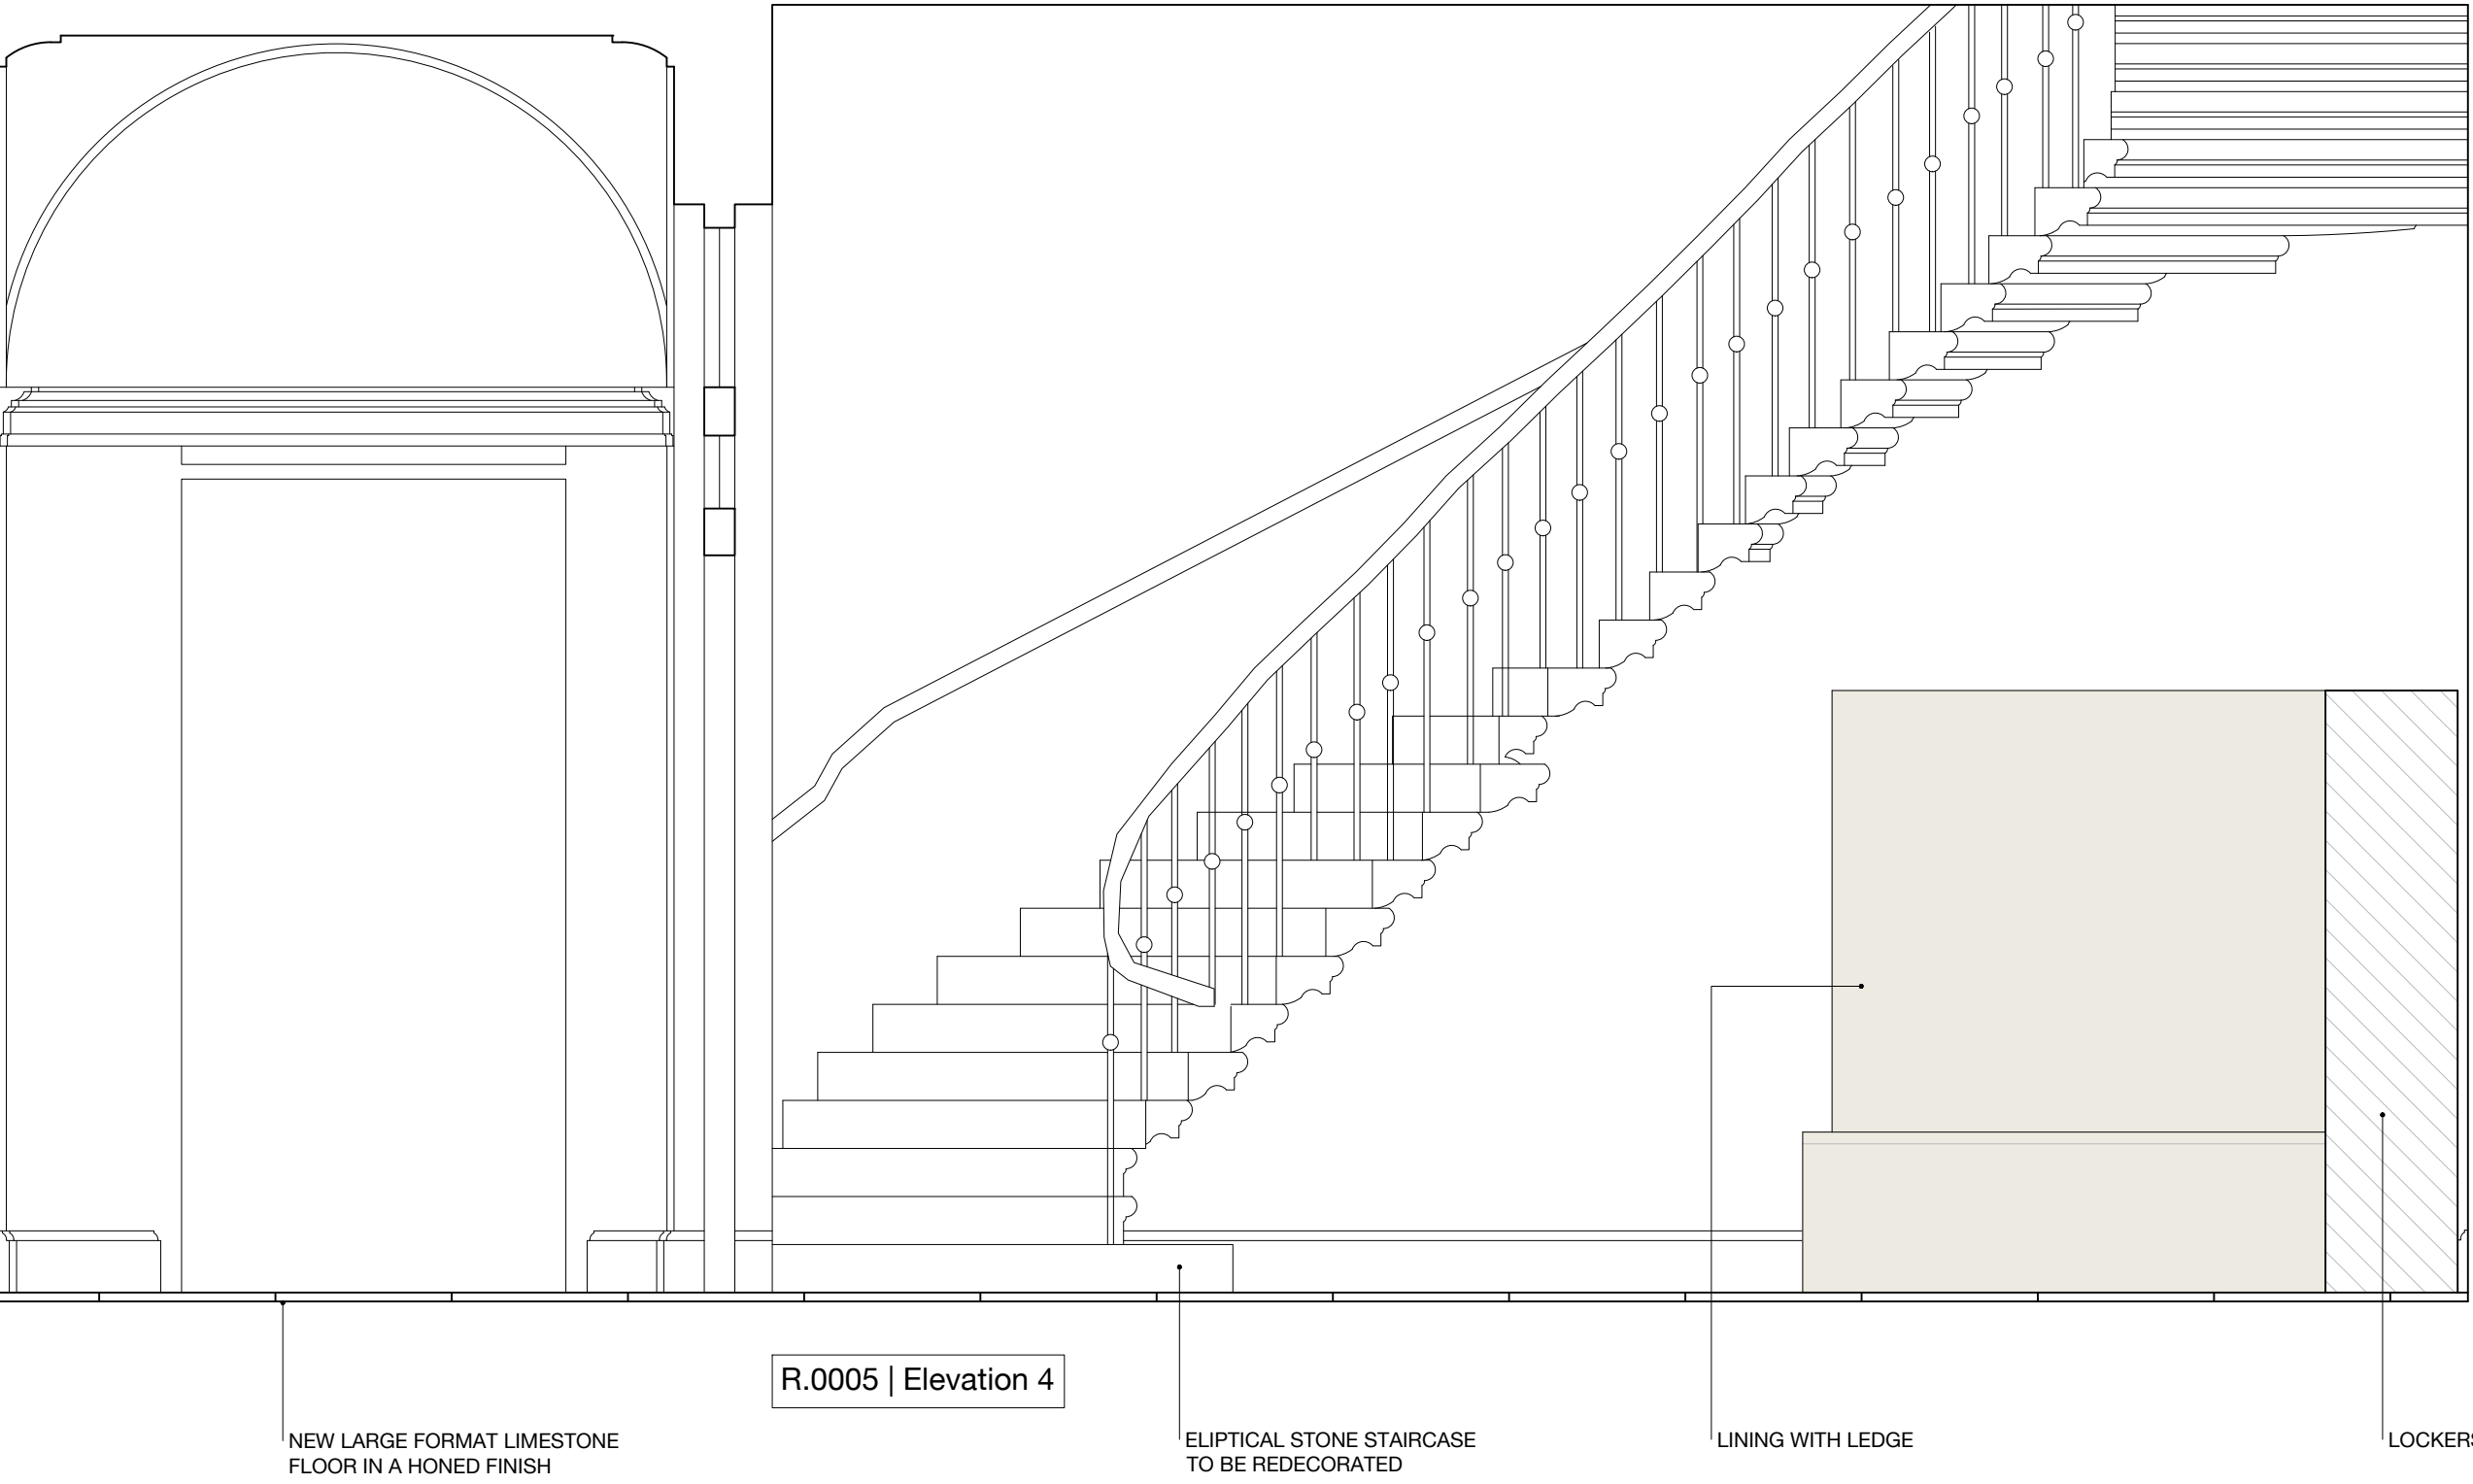 R.0005 | Elevation 4
NEW LARGE FORMAT LIMESTONE
FLOOR IN A HONED FINISH
ELIPTICAL STONE STAIRCASE
TO BE REDECORATED
LINING WITH LEDGE
LOCKERS